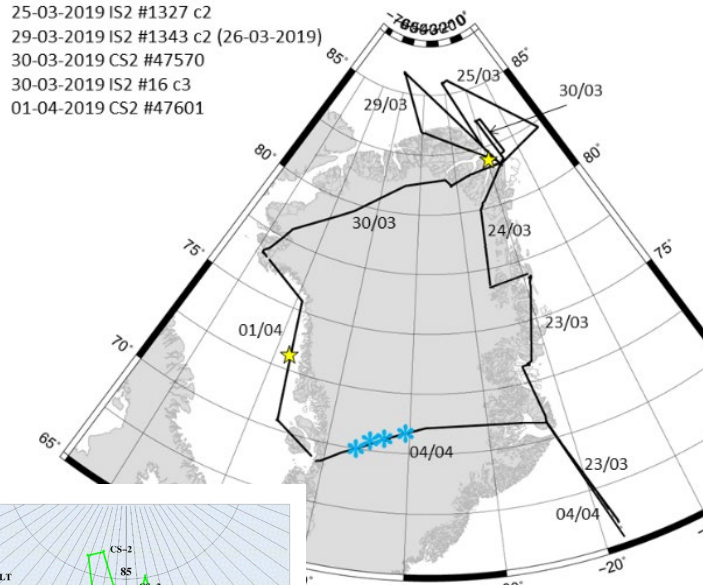 25-03-2019 IS2 #1327 c2
29-03-2019 IS2 #1343 c2 (26-03-2019)
30-03-2019 CS2 #47570
30-03-2019 IS2 #16 c3
01-04-2019 CS2 #47601
85°
85°
25/03
29/03
30/03
80°
80°
24/03
30/03
75°
75°
23/03
01/04
70°
04/04
65°
23/03
04/04
-20°
CS-2
85
LT